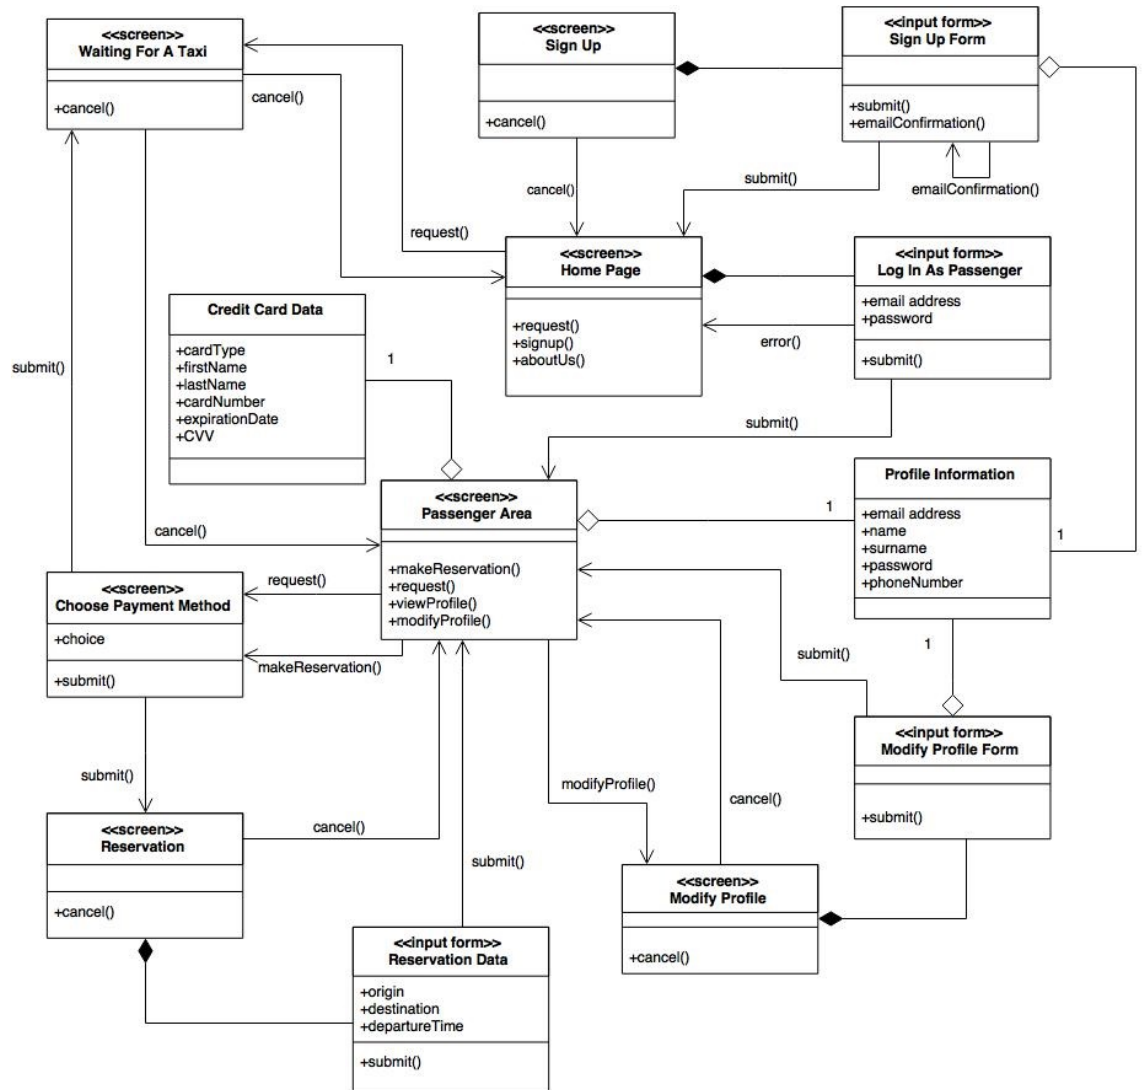 <<screen>>
Waiting For A Taxi
+cancel()
<<screen>>
Sign Up
+cancel()
<<input form>>
Sign Up Form
+submit()
+emailConfirmation()
cancel()
cancel()
submit()
emailConfirmation()
request()
<<screen>>
Home Page
+request()
+signup()
+aboutUs()
<<input form>>
Log In As Passenger
+email address
+password
+submit()
error()
Credit Card Data
+cardType
+firstName
+lastName
+cardNumber
+expirationDate
+CVV
1
submit()
submit()
<<screen>>
Passenger Area
+makeReservation()
+request()
+viewProfile()
+modifyProfile()
Profile Information
+email address
+name
+surname
+password
+phoneNumber
1
1
cancel()
request()
<<screen>>
Choose Payment Method
+choice
+submit()
makeReservation()
submit()
1
<<input form>>
Modify Profile Form
+submit()
submit()
modifyProfile()
cancel()
<<screen>>
Reservation
+cancel()
cancel()
submit()
<<screen>>
Modify Profile
+cancel()
<<input form>>
Reservation Data
+origin
+destination
+departureTime
+submit()